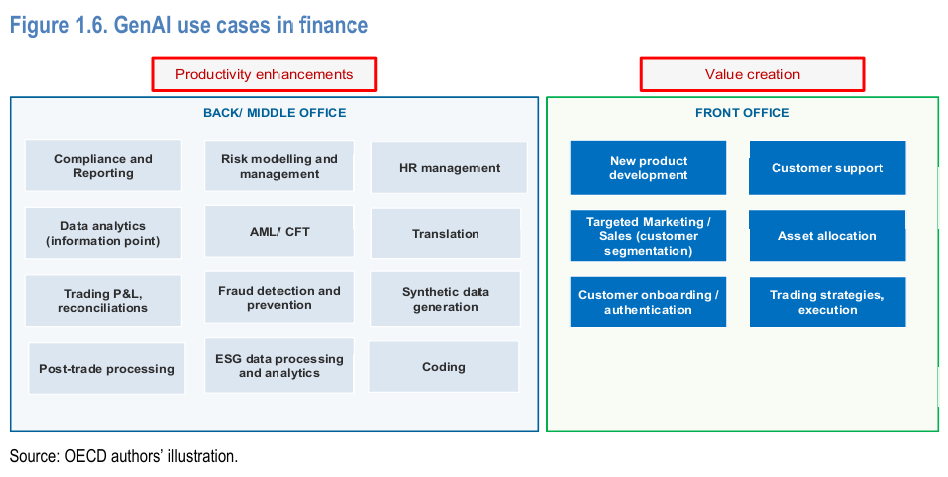 Figure 1.6. GenAI use cases in finance
Productivity enhancements
Value creation
BACK/ MIDDLE OFFICE
Compliance and
Reporting
Risk modelling and
management
HR management
Data analytics
(information point)
AML/ CFT
Translation
Trading P&L,
reconciliations
Fraud detection and
prevention
Synthetic data
generation
Post-trade processing
ESG data processing
and analytics
Coding
FRONT OFFICE
New product
development
Customer support
Targeted Marketing /
Sales (customer
segmentation)
Asset allocation
Customer onboarding /
authentication
Trading strategies,
execution
Source: OECD authors’ illustration.